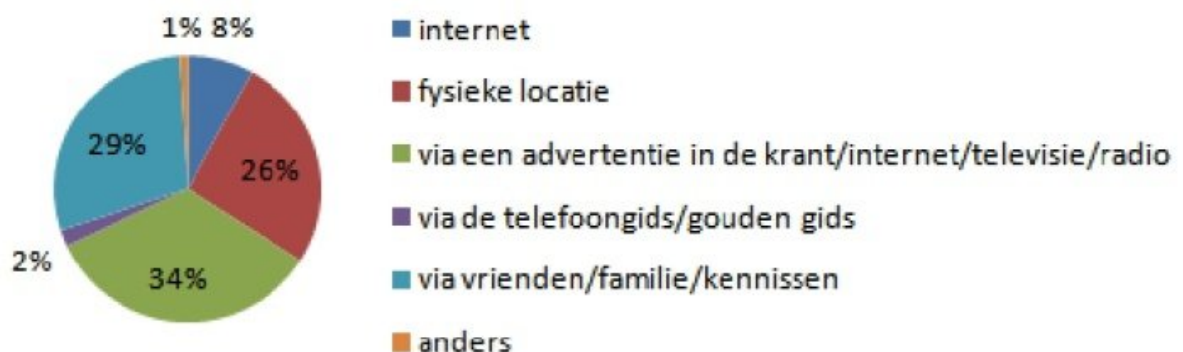 1% 8%
29%
26%
2%
34%
internet
fysieke locatie
via een advertentie in de krant/internet/televisie/radio
via de telefoongids/gouden gids
via vrienden/familie/kennissen
anders